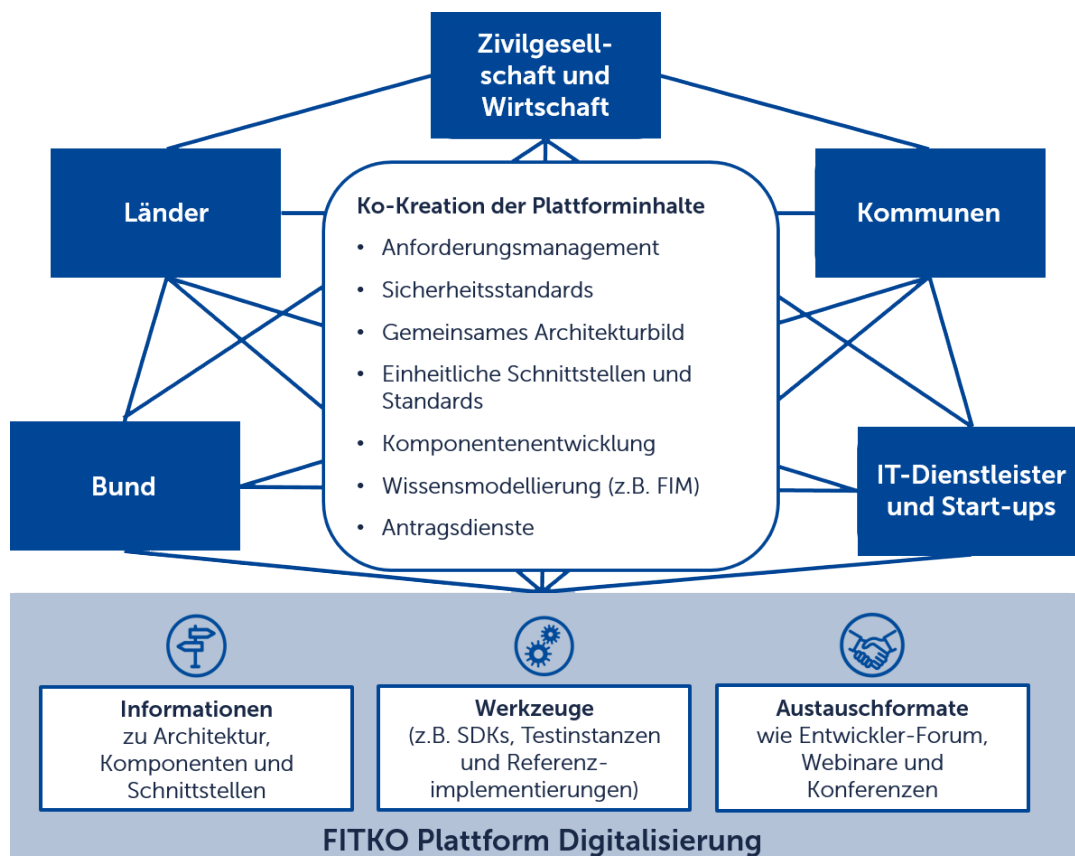 Zivilgesell-
schaft und
Wirtschaft
Länder
Kommunen
Ko-Kreation der Plattforminhalte
• Anforderungsmanagement
• Sicherheitsstandards
• Gemeinsames Architekturbild
• Einheitliche Schnittstellen und
Standards
• Komponentenentwicklung
• Wissensmodellierung (z.B. FIM)
• Antragsdienste
Bund
IT-Dienstleister
und Start-ups
Informationen
zu Architektur,
Komponenten und
Schnittstellen
Werkzeuge
(z.B. SDKs, Testinstanzen
und Referenz-
implementierungen)
Austauschformate
wie Entwickler-Forum,
Webinare und
Konferenzen
FITKO Plattform Digitalisierung